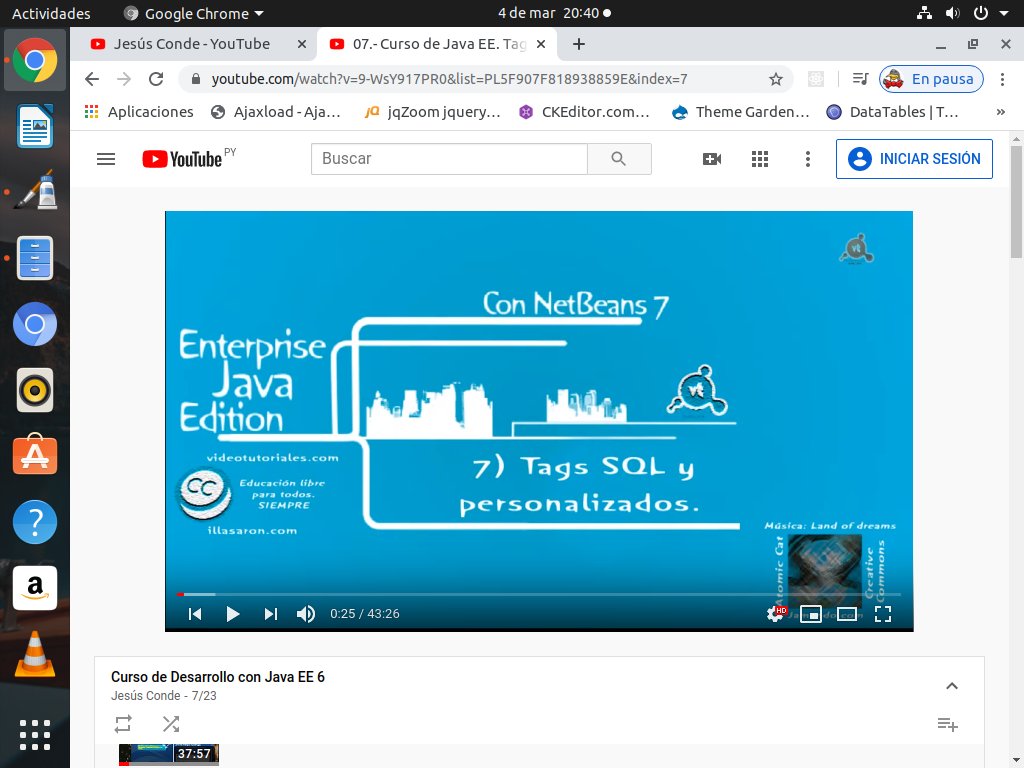 Actividades
Google Chrome
4 de mar 20:40
Jesús Conde - YouTube
07.- Curso de Java EE. Tag
youtube.com/watch?v=9-WsY917PR0&list=PL5F907F818938859E&index=7
En pausa
Aplicaciones
Ajaxload - Aja...
jqZoom jquery...
CKEditor.com...
Theme Garden...
DataTables | T...
»
YouTube PY
Buscar
INICIAR SESIÓN
vt
Con NetBeans 7
Enterprise
Java
Edition
vt
videotutoriales.com
7) Tags SQL y
personalizados.
CC
Educación libre
para todos.
SIEMPRE
illasaron.com
Música: Land of dreams
Atomic Cat
Creative
Commons
Jamendo.com
0:25 / 43:26
HD
Curso de Desarrollo con Java EE 6
Jesús Conde - 7/23
37:57